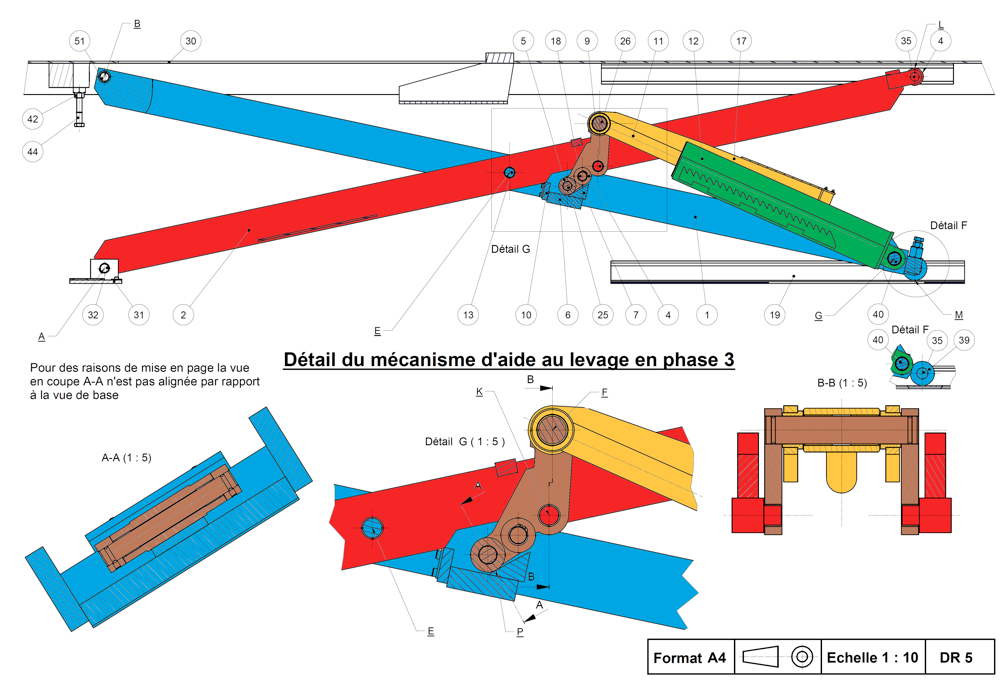 B
L
51
30
5
18
9
26
11
12
17
35
4
42
44
Détail G
Détail F
32
31
2
13
10
6
25
7
4
1
19
40
A
E
G
M
Détail F
40
35
39
Pour des raisons de mise en page la vue
en coupe A-A n'est pas alignée par rapport
à la vue de base
Détail du mécanisme d'aide au levage en phase 3
B
K
F
B-B (1 : 5)
Détail G ( 1 : 5 )
A-A (1 : 5)
A
B
A
E
P
Format A4
Echelle 1 : 10
DR 5